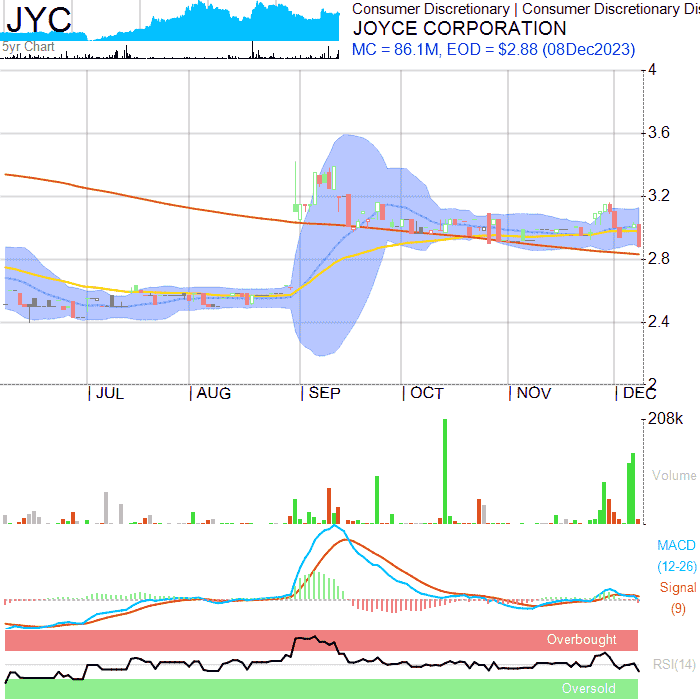 JYC
5yr Chart
Consumer Discretionary | Consumer Discretionary Dis
JOYCE CORPORATION
MC = 86.1M, EOD = $2.88 (08Dec2023)
4
3.6
3.2
2.8
2.4
2
| JUL | AUG | SEP | OCT | NOV | DEC
208k
Volume
MACD
(12-26)
Signal
(9)
Overbought
RSI(14)
Oversold